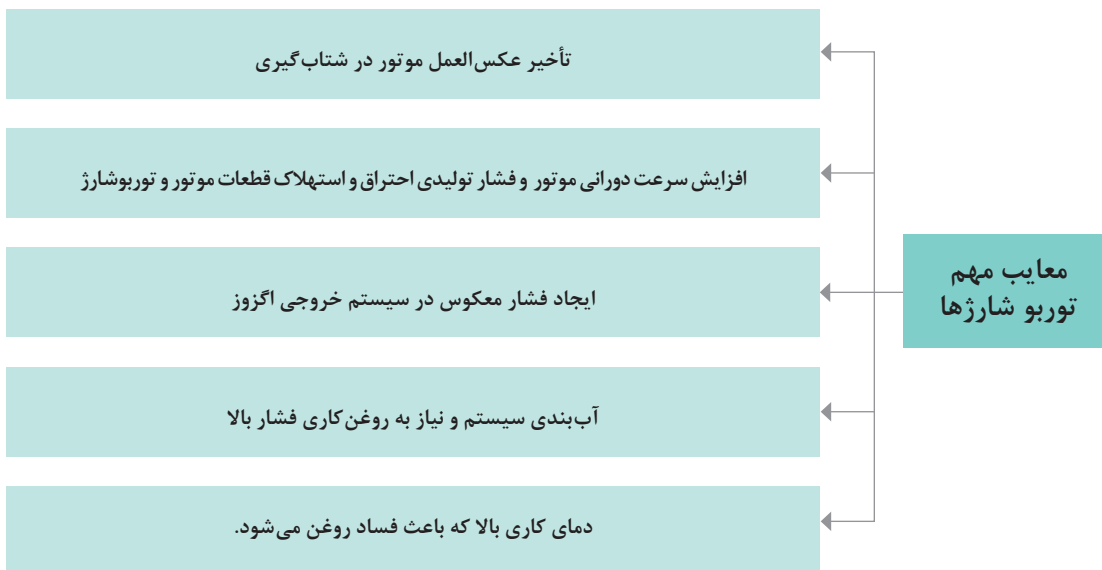 معایب مهم
توربو شارژها
تأخیر عکس‌العمل موتور در شتاب‌گیری
افزایش سرعت دورانی موتور و فشار تولیدی احتراق و استهلاک قطعات موتور و توربوشارژ
ایجاد فشار معکوس در سیستم خروجی اگزوز
آب‌بندی سیستم و نیاز به روغن‌کاری فشار بالا
دمای کاری بالا که باعث فساد روغن می‌شود.